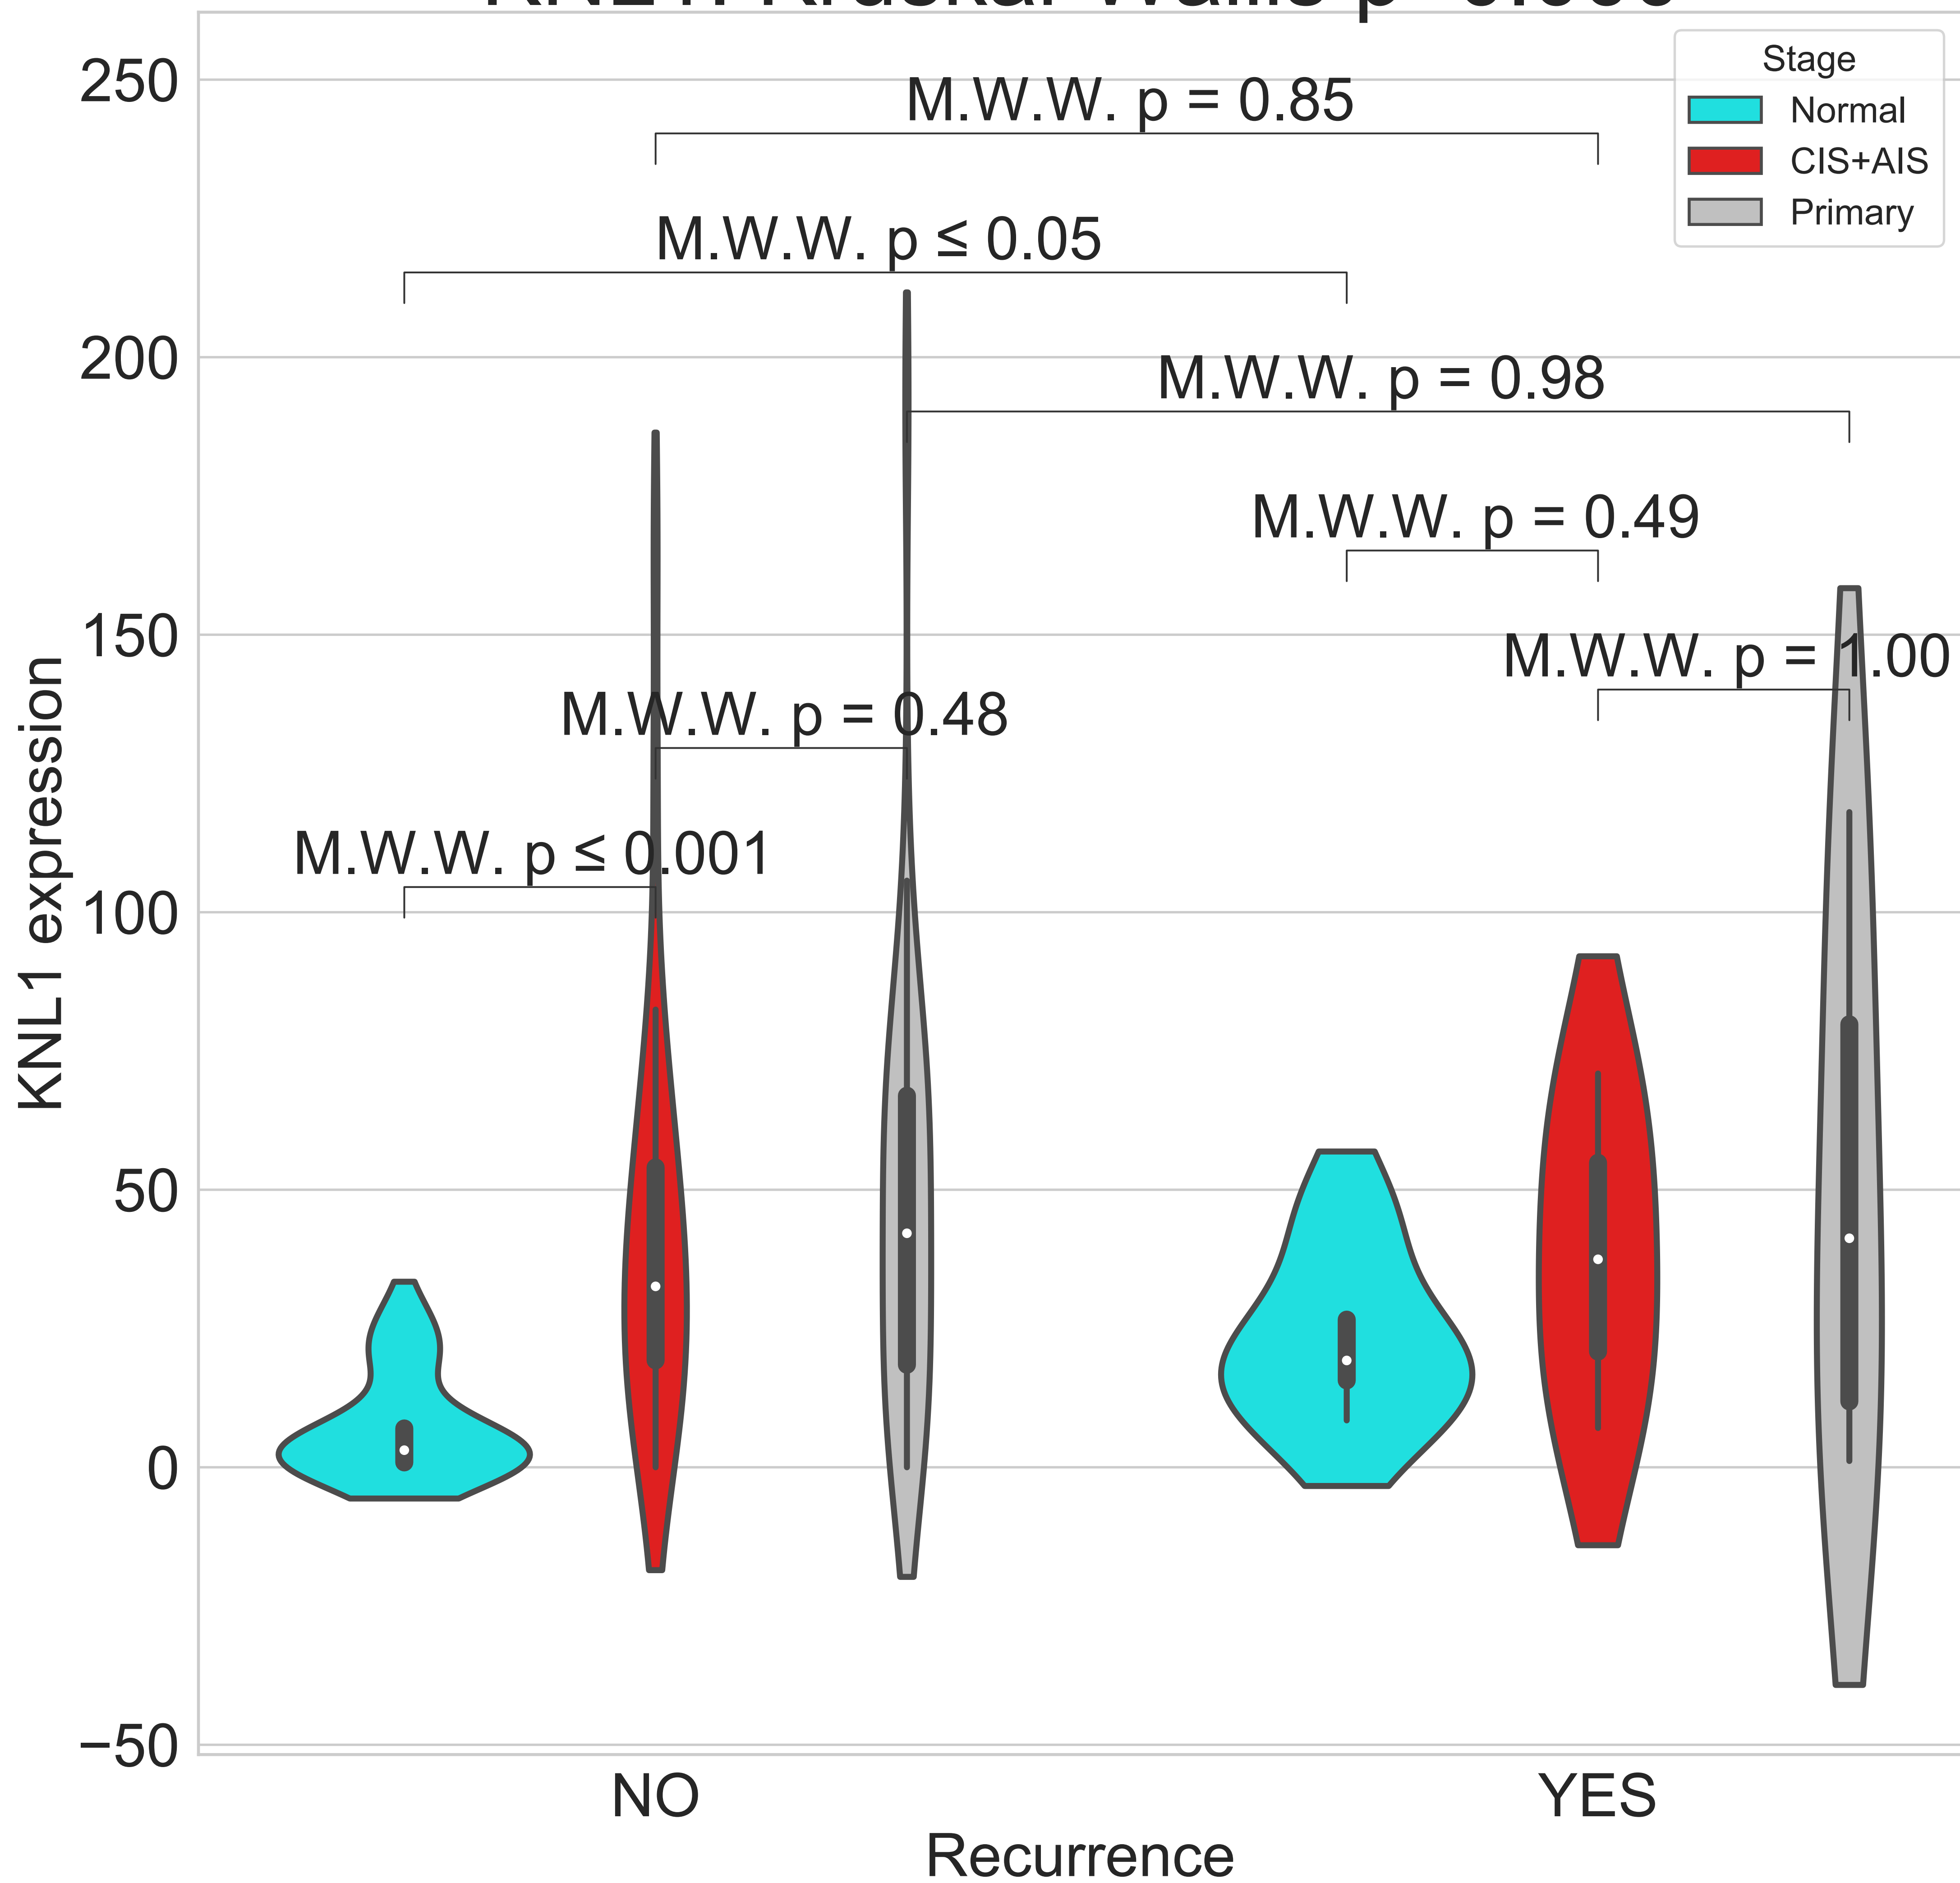 250
200
150
100
50
0
−50
KNL1 expression
M.W.W. p = 0.85
M.W.W. p ≤ 0.05
M.W.W. p = 0.98
M.W.W. p = 0.49
M.W.W. p = 1.00
M.W.W. p = 0.48
M.W.W. p ≤ 0.001
Stage
Normal
CIS+AIS
Primary
NO
YES
Recurrence